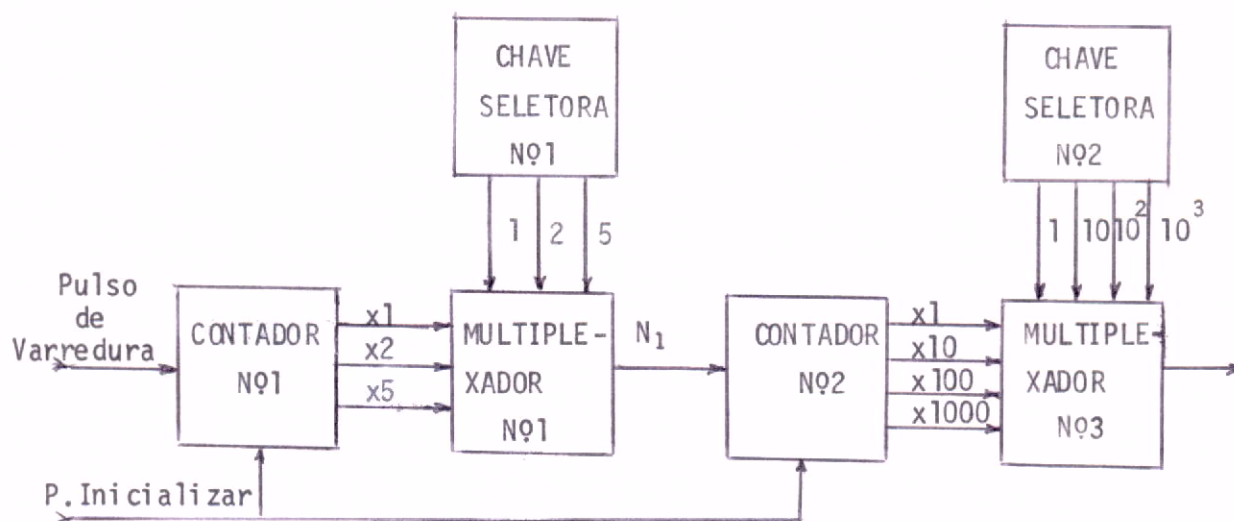 CHAVE
SELETORA
Nº1
CHAVE
SELETORA
Nº2
1 2 5
1 10 10² 10³
Pulso
de
Varredura
CONTADOR
Nº1
x1
x2
x5
MULTIPLE-
XADOR
Nº1
N₁
CONTADOR
Nº2
x1
x10
x100
x1000
MULTIPLE-
XADOR
Nº3
P.Inicializar